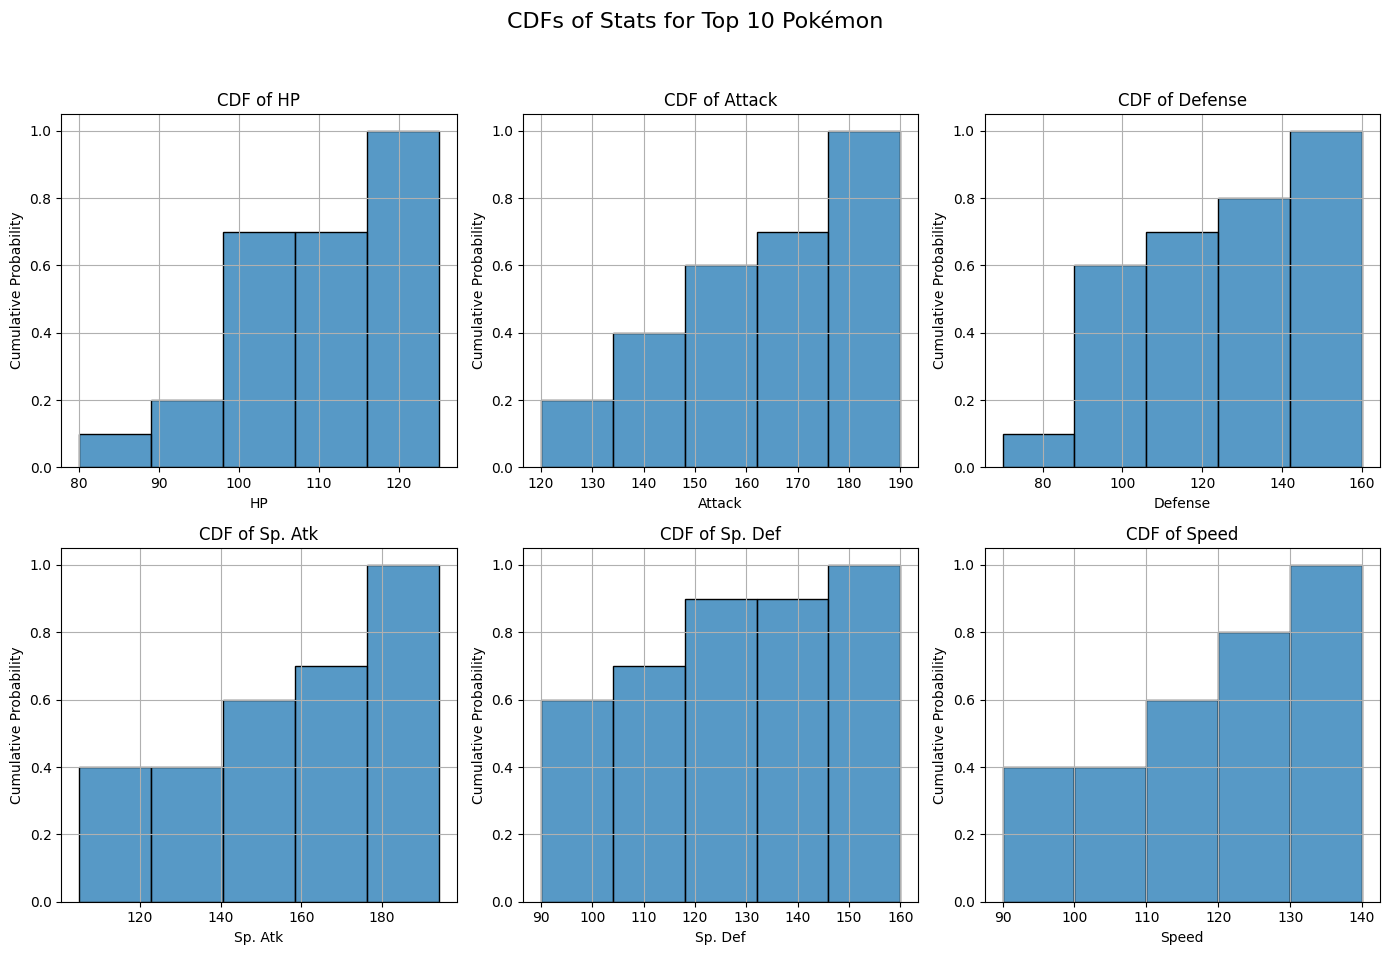 CDFs of Stats for Top 10 Pokémon
CDF of HP
Cumulative Probability
1.0
0.8
0.6
0.4
0.2
0.0
80 90 100 110 120
HP
CDF of Attack
Cumulative Probability
1.0
0.8
0.6
0.4
0.2
0.0
120 130 140 150 160 170 180 190
Attack
CDF of Defense
Cumulative Probability
1.0
0.8
0.6
0.4
0.2
0.0
80 100 120 140 160
Defense
CDF of Sp. Atk
Cumulative Probability
1.0
0.8
0.6
0.4
0.2
0.0
120 140 160 180
Sp. Atk
CDF of Sp. Def
Cumulative Probability
1.0
0.8
0.6
0.4
0.2
0.0
90 100 110 120 130 140 150 160
Sp. Def
CDF of Speed
Cumulative Probability
1.0
0.8
0.6
0.4
0.2
0.0
90 100 110 120 130 140
Speed